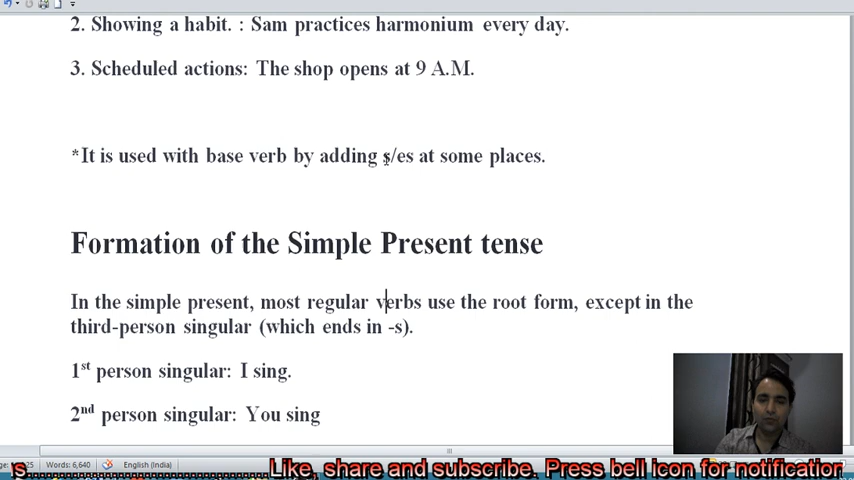 2. Showing a habit. : Sam practices harmonium every day.
3. Scheduled actions: The shop opens at 9 A.M.
*It is used with base verb by adding s/es at some places.
Formation of the Simple Present tense
In the simple present, most regular verbs use the root form, except in the
third-person singular (which ends in -s).
1st person singular: I sing.
2nd person singular: You sing
25 Words: 6,640 English (India)
s............................................Like, share and subscribe. Press bell icon for notification